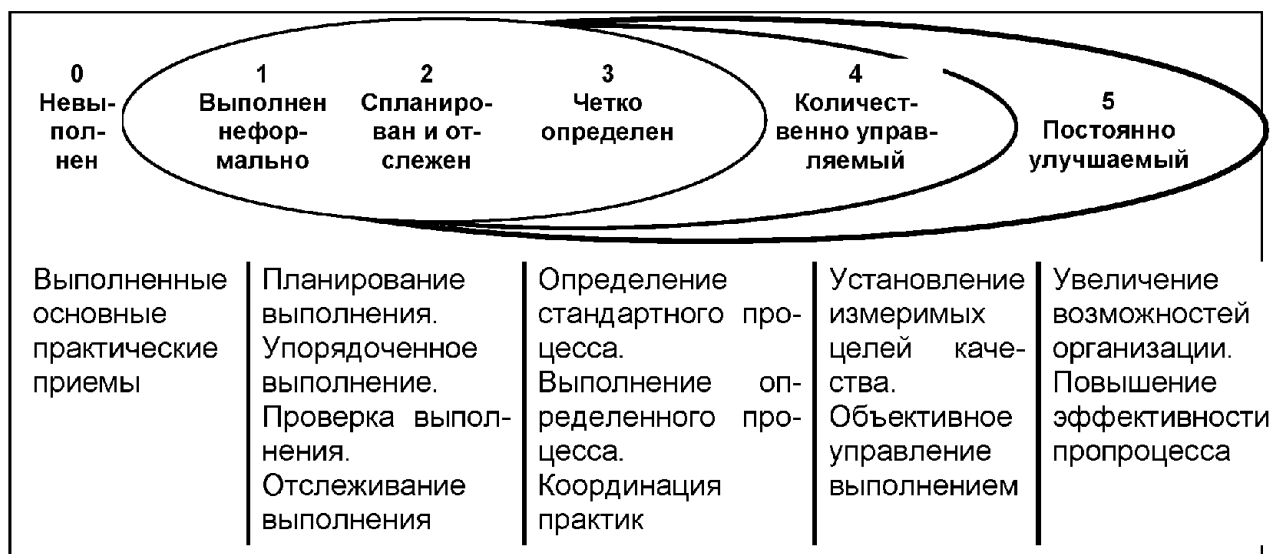 0
Невы-
пол-
нен
1
Выполнен
нефор-
мально
2
Спланиро-
ван и от-
слежен
3
Четко
определен
4
Количест-
венно управ-
ляемый
5
Постоянно
улучшаемый
Выполненные
основные
практические
приемы
Планирование
выполнения.
Упорядоченное
выполнение.
Проверка выпол-
нения.
Отслеживание
выполнения
Определение
стандартного про-
цесса.
Выполнение оп-
ределенного про-
цесса.
Координация
практик
Установление
измеримых
целей каче-
ства.
Объективное
управление
выполнением
Увеличение
возможностей
организации.
Повышение
эффективности
пропроцесса